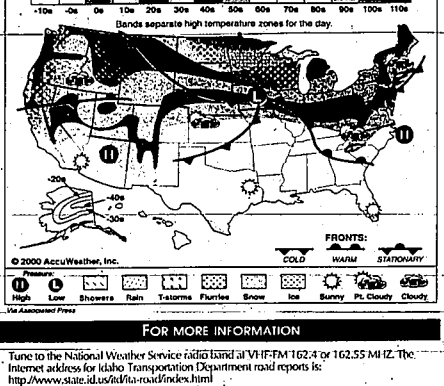 -10s -0s 0s 10s 20s 30s 40s 50s 60s 70s 80s 90s 100s 110s
Bands separate high temperature zones for the day.
L
H
H
-20s
-40s
-30s
© 2000 AccuWeather, Inc.
FRONTS:
COLD WARM STATIONARY
Pressure:
H L
High Low Showers Rain T-storms Flurries Snow Ice Sunny Pt. Cloudy Cloudy
Via Associated Press
FOR MORE INFORMATION
Tune to the National Weather Service radio band at VHF-FM 162.4 or 162.55 MHZ. The
Internet address for Idaho Transportation Department road reports is:
http://www.state.id.us/itd/ita-road/index.html